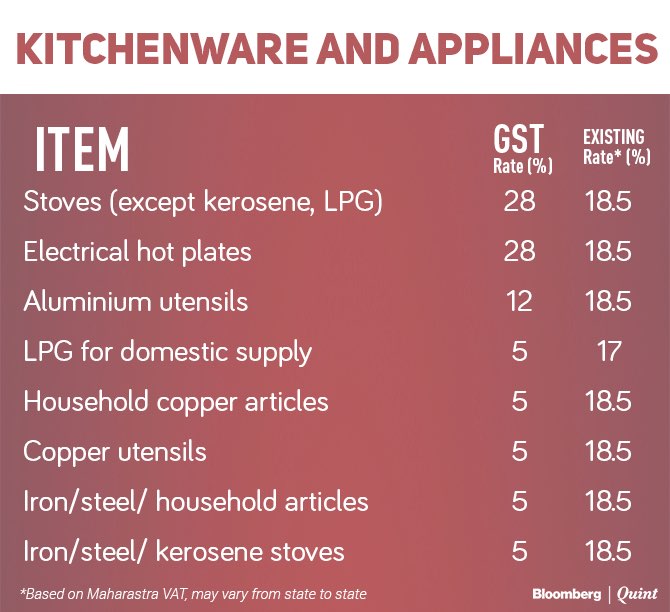 KITCHENWARE AND APPLIANCES
ITEM GST Rate (%) EXISTING Rate* (%)
Stoves (except kerosene, LPG) 28 18.5
Electrical hot plates 28 18.5
Aluminium utensils 12 18.5
LPG for domestic supply 5 17
Household copper articles 5 18.5
Copper utensils 5 18.5
Iron/steel/ household articles 5 18.5
Iron/steel/ kerosene stoves 5 18.5
*Based on Maharastra VAT, may vary from state to state Bloomberg | Quint